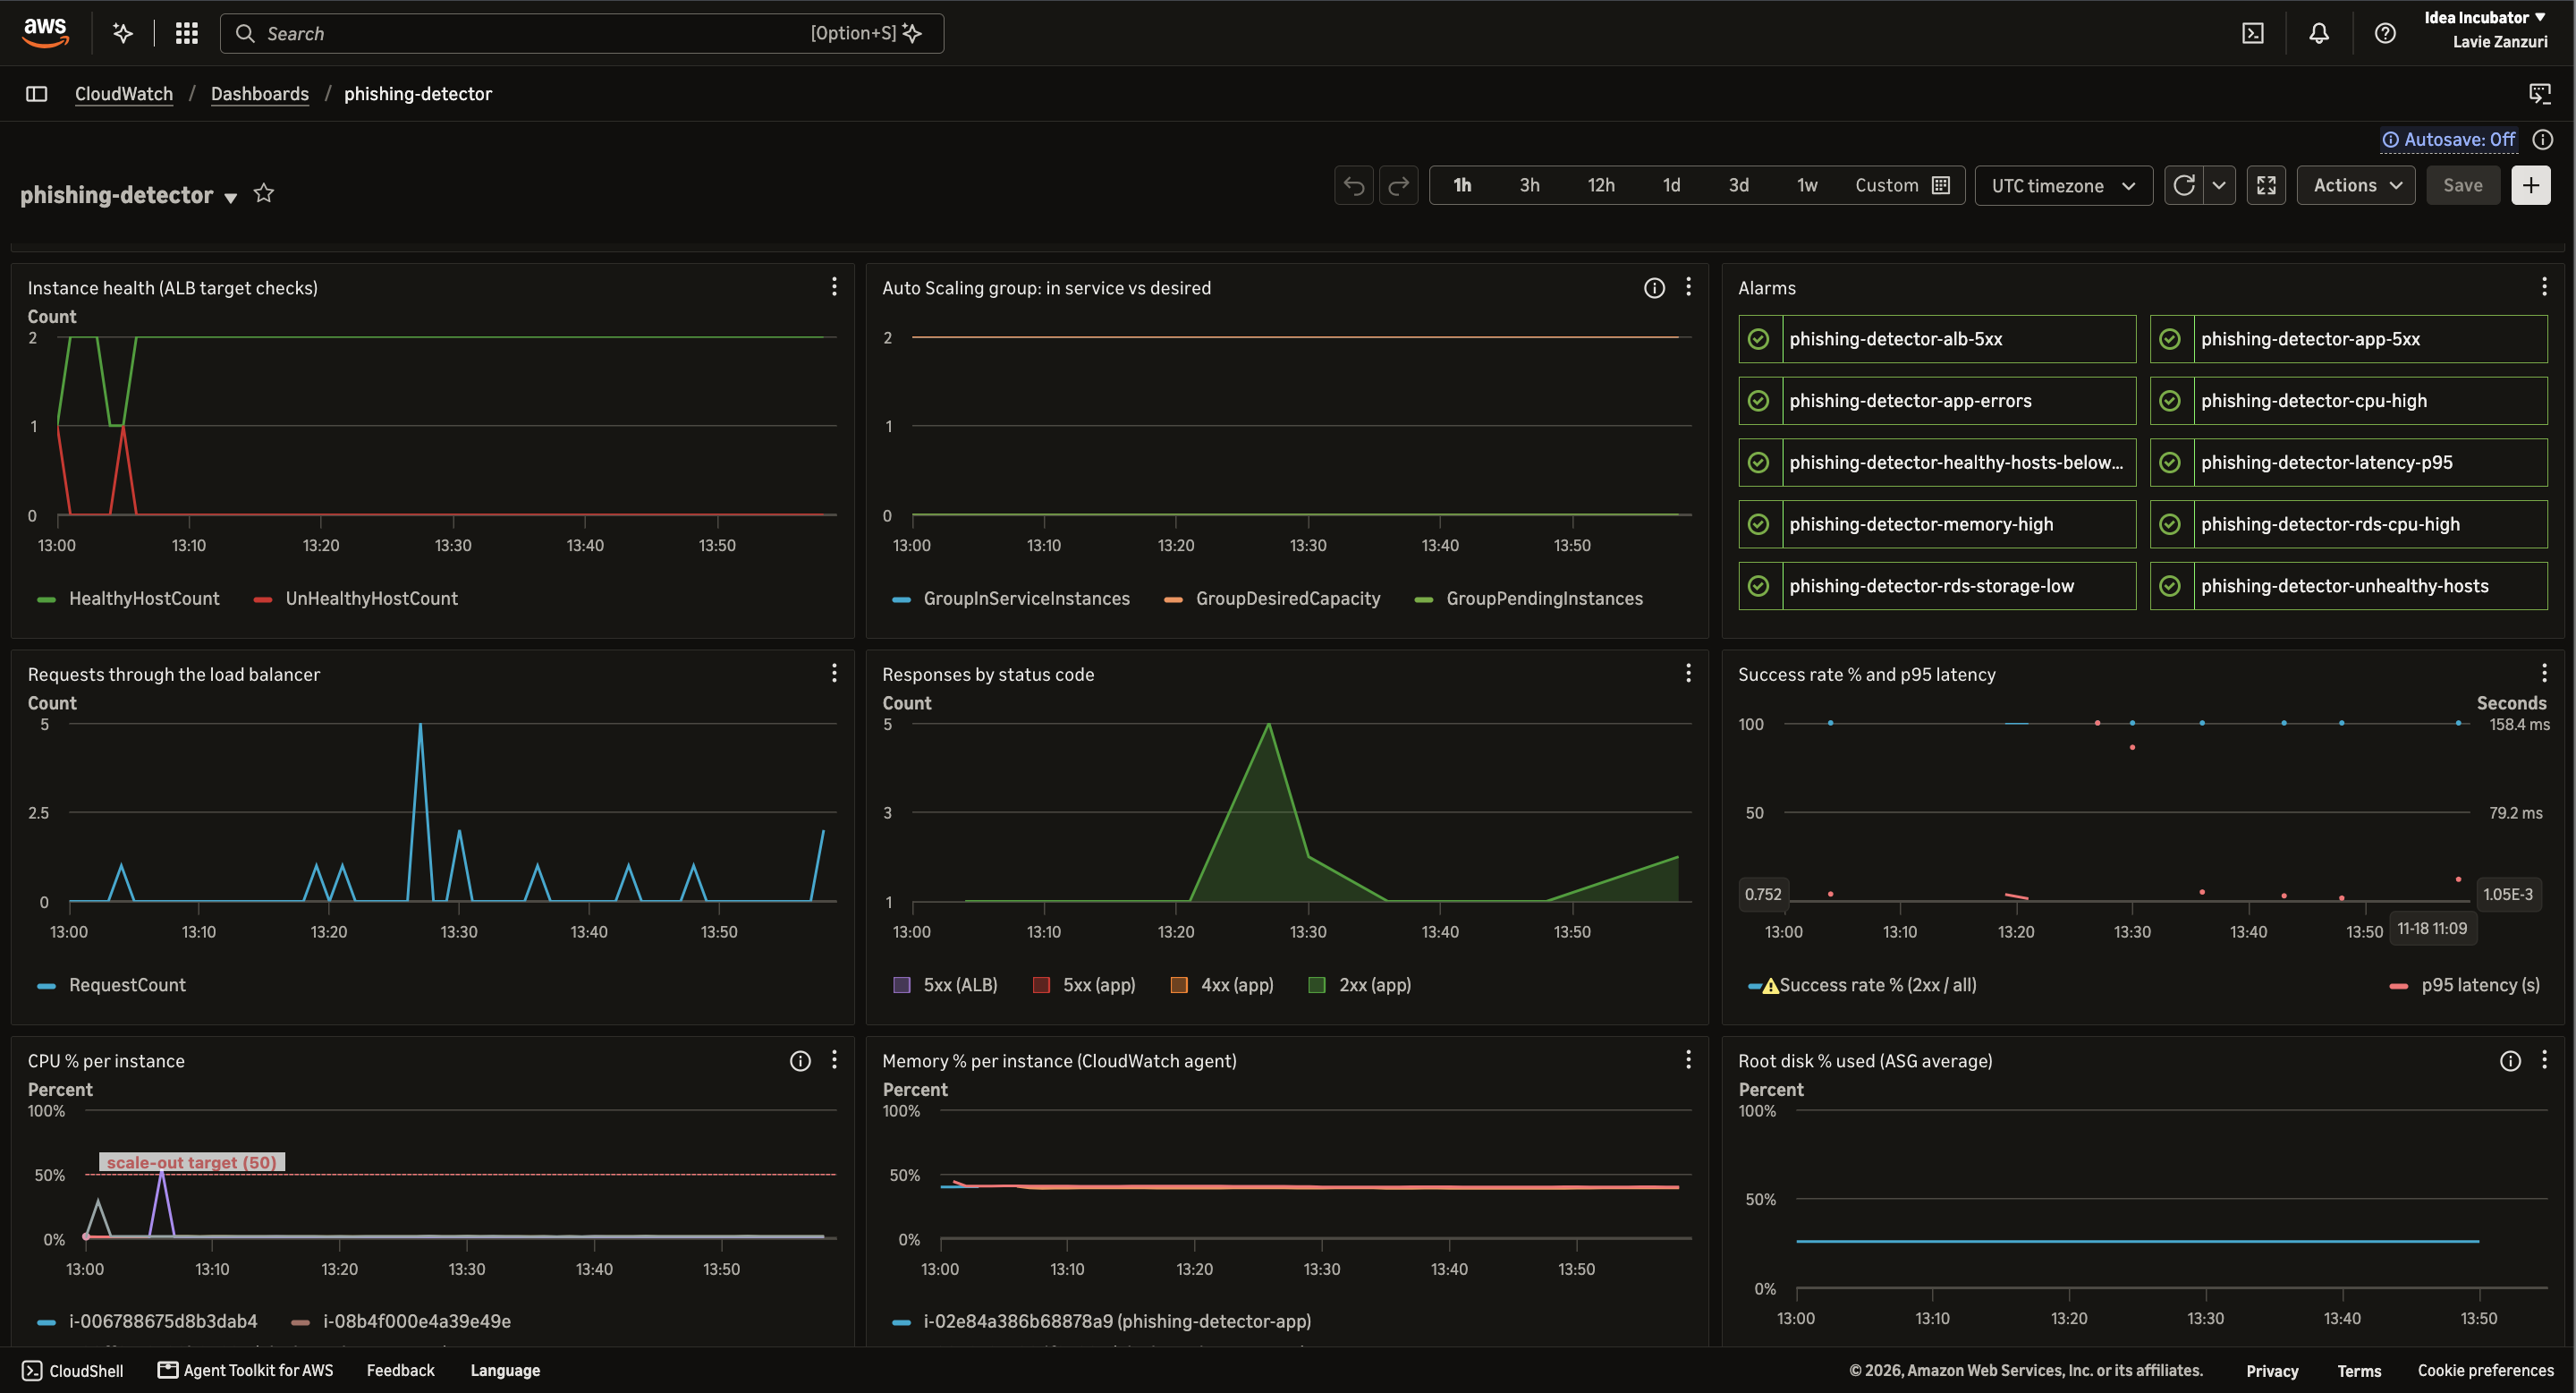 aws
Search
[Option+S]
Idea Incubator
Lavie Zanzuri
CloudWatch / Dashboards / phishing-detector
Autosave: Off
phishing-detector
1h 3h 12h 1d 3d 1w Custom
UTC timezone
Actions
Save
Instance health (ALB target checks)
Count
2
1
0
13:00 13:10 13:20 13:30 13:40 13:50
HealthyHostCount UnHealthyHostCount
Auto Scaling group: in service vs desired
2
1
0
13:00 13:10 13:20 13:30 13:40 13:50
GroupInServiceInstances GroupDesiredCapacity GroupPendingInstances
Alarms
phishing-detector-alb-5xx
phishing-detector-app-5xx
phishing-detector-app-errors
phishing-detector-cpu-high
phishing-detector-healthy-hosts-below...
phishing-detector-latency-p95
phishing-detector-memory-high
phishing-detector-rds-cpu-high
phishing-detector-rds-storage-low
phishing-detector-unhealthy-hosts
Requests through the load balancer
Count
5
2.5
0
13:00 13:10 13:20 13:30 13:40 13:50
RequestCount
Responses by status code
Count
5
3
1
13:00 13:10 13:20 13:30 13:40 13:50
5xx (ALB) 5xx (app) 4xx (app) 2xx (app)
Success rate % and p95 latency
Seconds
100 158.4 ms
50 79.2 ms
0.752 1.05E-3
13:00 13:10 13:20 13:30 13:40 13:50 11-18 11:09
Success rate % (2xx / all) p95 latency (s)
CPU % per instance
Percent
100%
scale-out target (50)
50%
0%
13:00 13:10 13:20 13:30 13:40 13:50
i-006788675d8b3dab4 i-08b4f000e4a39e49e
Memory % per instance (CloudWatch agent)
Percent
100%
50%
0%
13:00 13:10 13:20 13:30 13:40 13:50
i-02e84a386b68878a9 (phishing-detector-app)
Root disk % used (ASG average)
Percent
100%
50%
0%
13:00 13:10 13:20 13:30 13:40 13:50
CloudShell Agent Toolkit for AWS Feedback Language
© 2026, Amazon Web Services, Inc. or its affiliates. Privacy Terms Cookie preferences